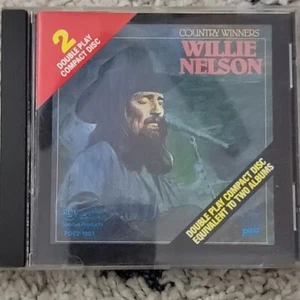 2
DOUBLE PLAY
COMPACT DISC
COUNTRY WINNERS
WILLIE
NELSON
DOUBLE PLAY COMPACT DISC
EQUIVALENT TO TWO ALBUMS